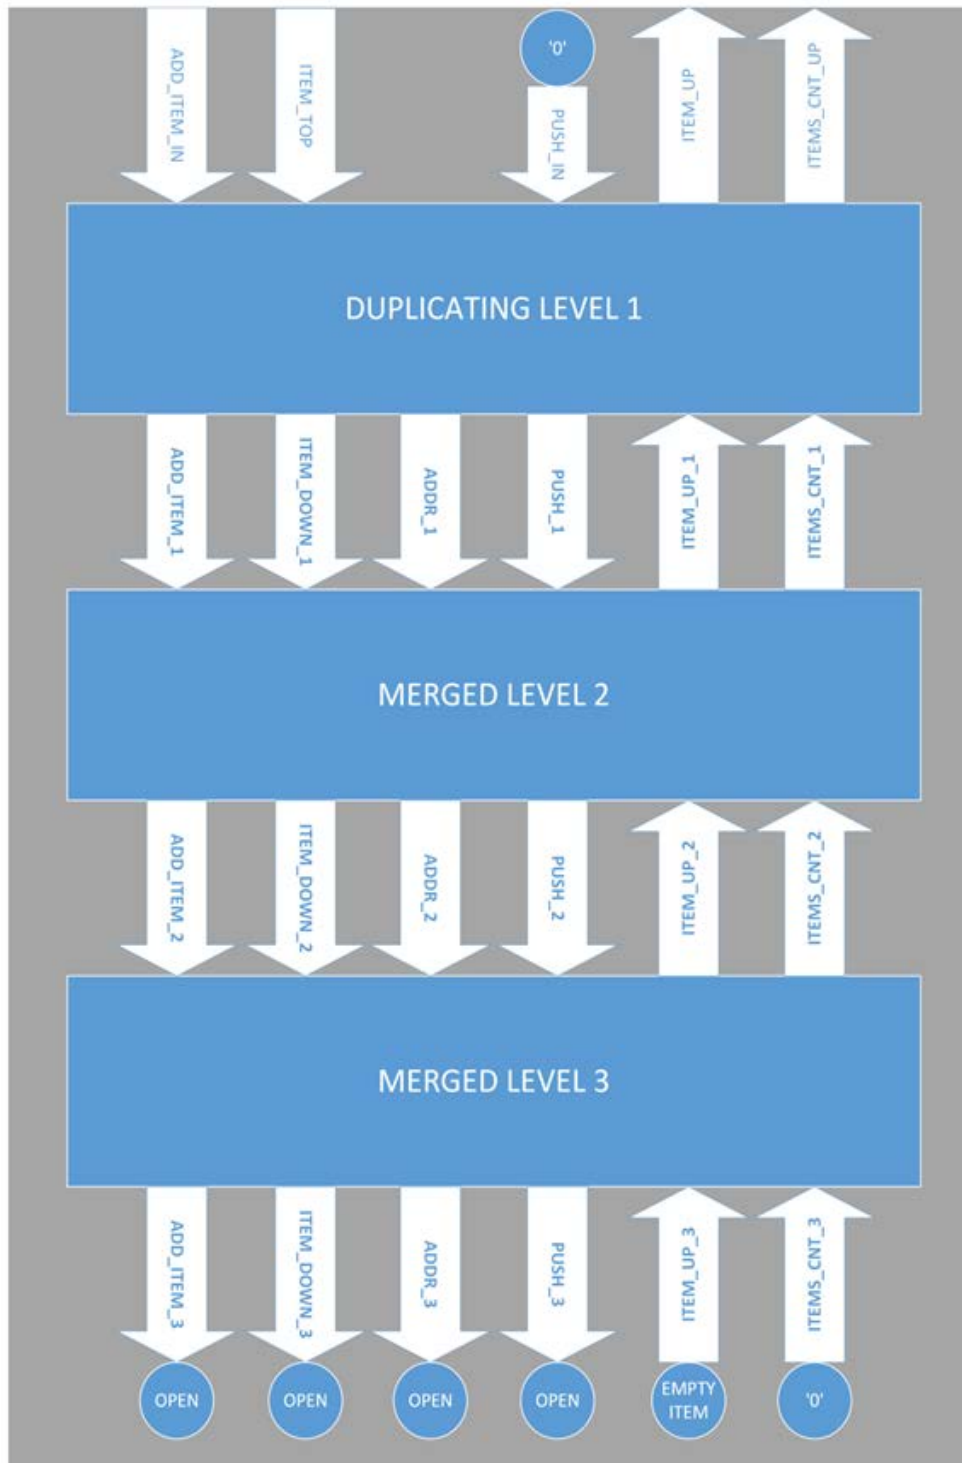 ADD_ITEM_IN
ITEM_TOP
'0'
PUSH_IN
ITEM_UP
ITEMS_CNT_UP
DUPLICATING LEVEL 1
ADD_ITEM_1
ITEM_DOWN_1
ADDR_1
PUSH_1
ITEM_UP_1
ITEMS_CNT_1
MERGED LEVEL 2
ADD_ITEM_2
ITEM_DOWN_2
ADDR_2
PUSH_2
ITEM_UP_2
ITEMS_CNT_2
MERGED LEVEL 3
ADD_ITEM_3
ITEM_DOWN_3
ADDR_3
PUSH_3
ITEM_UP_3
ITEMS_CNT_3
OPEN
OPEN
OPEN
OPEN
EMPTY
ITEM
'0'